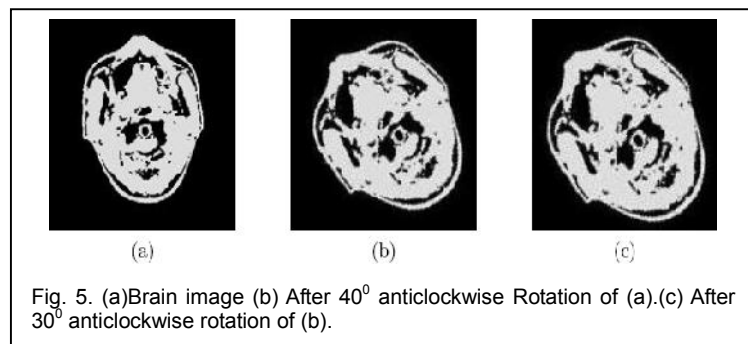 (a) (b) (c)
Fig. 5. (a)Brain image (b) After 40⁰ anticlockwise Rotation of (a).(c) After
30⁰ anticlockwise rotation of (b).